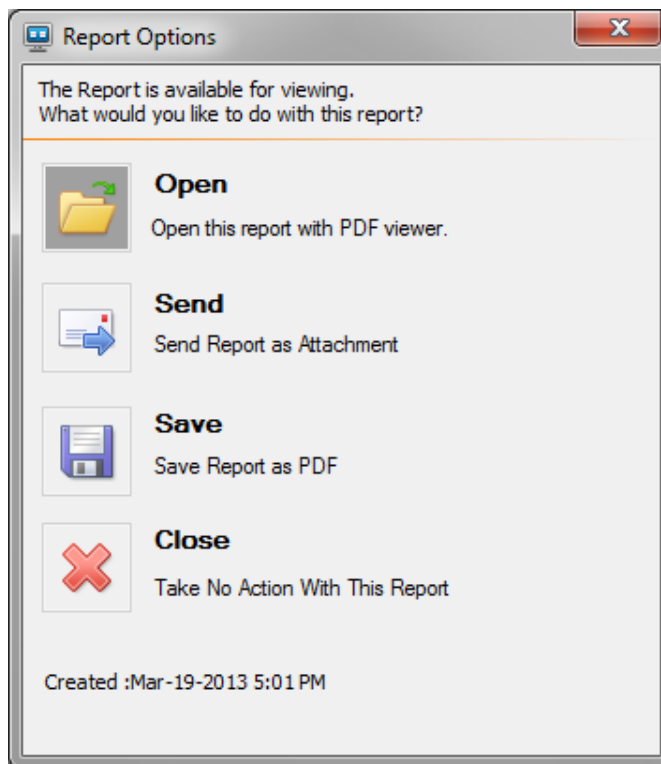 Report Options
The Report is available for viewing.
What would you like to do with this report?
Open
Open this report with PDF viewer.
Send
Send Report as Attachment
Save
Save Report as PDF
Close
Take No Action With This Report
Created :Mar-19-2013 5:01 PM